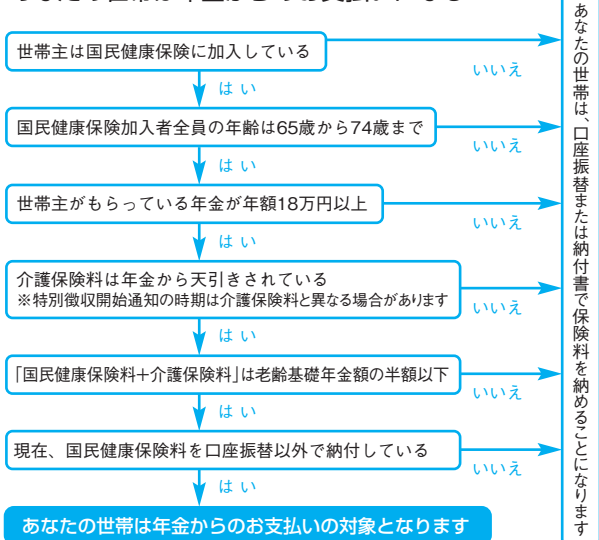 世帯主は国民健康保険に加入している
いいえ
はい
国民健康保険加入者全員の年齢は65歳から74歳まで
いいえ
はい
世帯主がもらっている年金が年額18万円以上
いいえ
はい
介護保険料は年金から天引きされている
※特別徴収開始通知の時期は介護保険料と異なる場合があります
いいえ
はい
「国民健康保険料+介護保険料」は老齢基礎年金額の半額以下
いいえ
はい
現在、国民健康保険料を口座振替以外で納付している
いいえ
はい
あなたの世帯は年金からのお支払いの対象となります
あなたの世帯は、口座振替または納付書で保険料を納めることになります